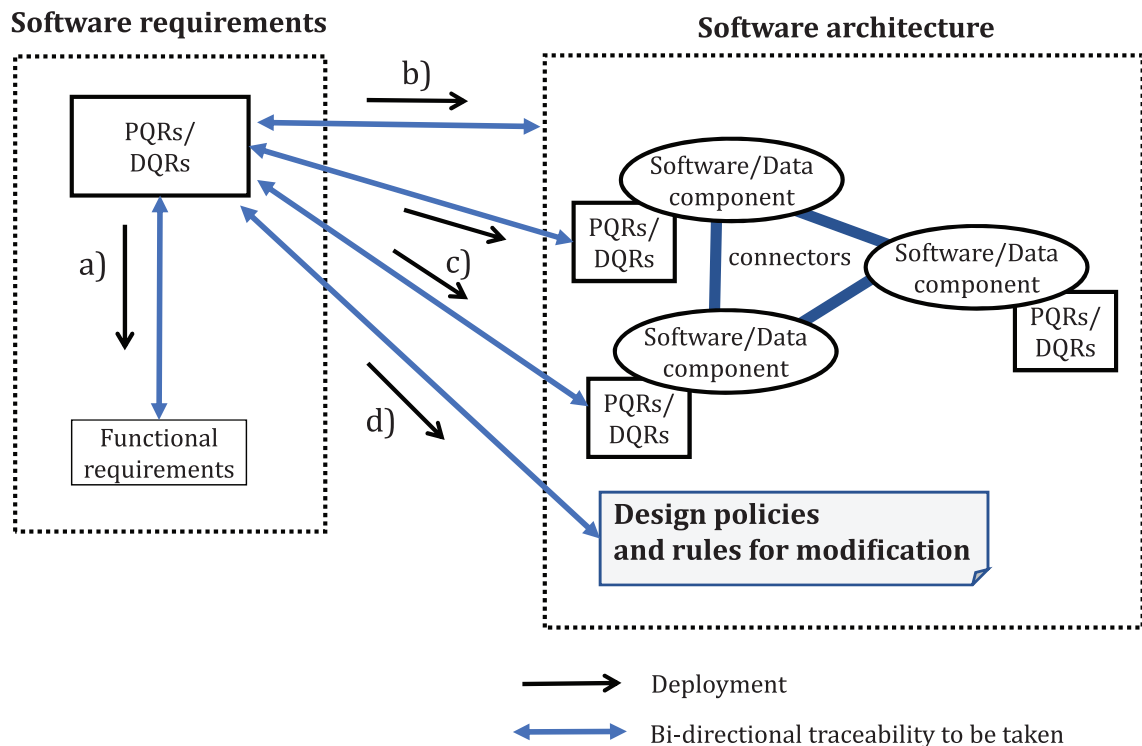 Software requirements
Software architecture
b)
PQRs/
DQRs
Software/Data
component
PQRs/
DQRs
connectors
Software/Data
component
a)
c)
PQRs/
DQRs
Software/Data
component
PQRs/
DQRs
d)
Functional
requirements
Design policies
and rules for modification
Deployment
Bi-directional traceability to be taken